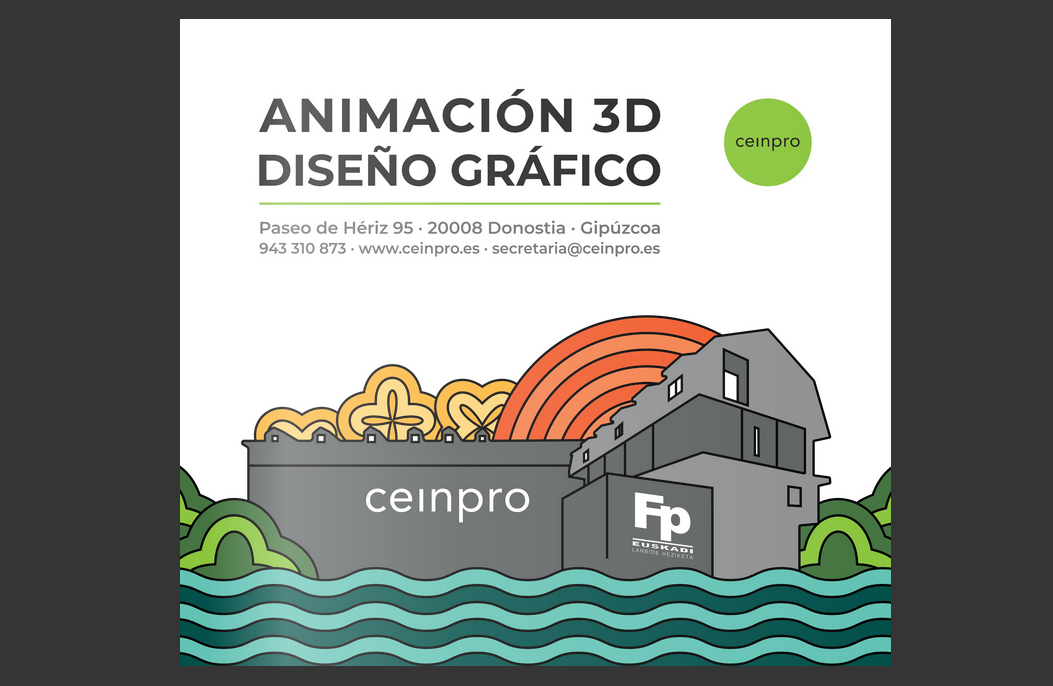 ANIMACIÓN 3D
DISEÑO GRÁFICO
ceinpro
Paseo de Hériz 95 · 20008 Donostia · Gipúzcoa
943 310 873 · www.ceinpro.es · secretaria@ceinpro.es
ceinpro
Fp
EUSKADI
LANBIDE HEZIKETA